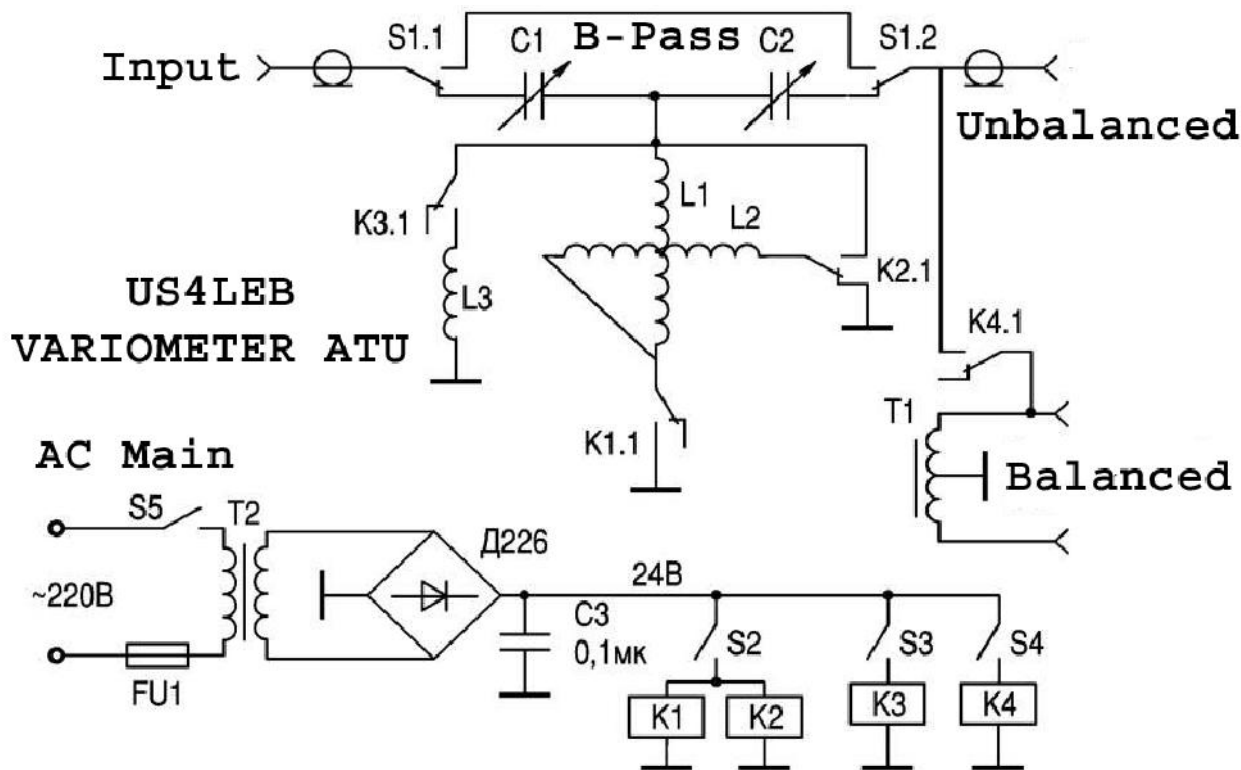 B-Pass
S1.1
C1
C2
S1.2
Input
Unbalanced
L1
K3.1
L2
K2.1
L3
US4LEB
VARIOMETER ATU
K4.1
T1
K1.1
AC Main
Balanced
S5
T2
Д226
24В
~220В
C3
0,1мк
S2
S3
S4
FU1
K1
K2
K3
K4